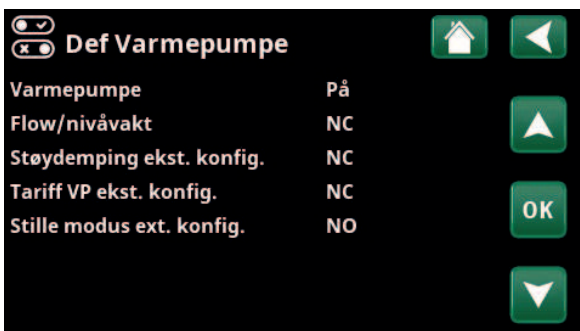 Def Varmepumpe
Varmepumpe På
Flow/nivåvakt NC
Støydemping ekst. konfig. NC
Tariff VP ekst. konfig. NC
Stille modus ext. konfig. NO
OK